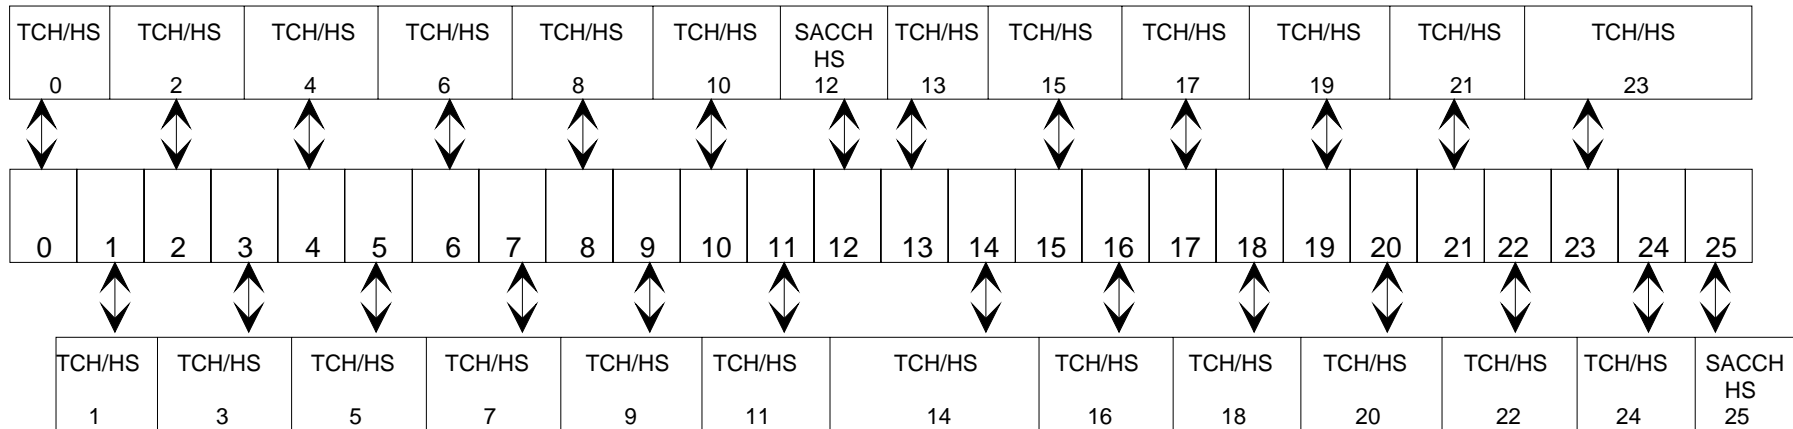 TCH/HS TCH/HS TCH/HS TCH/HS TCH/HS TCH/HS SACCH TCH/HS TCH/HS TCH/HS TCH/HS TCH/HS TCH/HS
HS
0 2 4 6 8 10 12 13 15 17 19 21 23
0 1 2 3 4 5 6 7 8 9 10 11 12 13 14 15 16 17 18 19 20 21 22 23 24 25
TCH/HS TCH/HS TCH/HS TCH/HS TCH/HS TCH/HS TCH/HS TCH/HS TCH/HS TCH/HS TCH/HS TCH/HS SACCH
HS
1 3 5 7 9 11 14 16 18 20 22 24 25